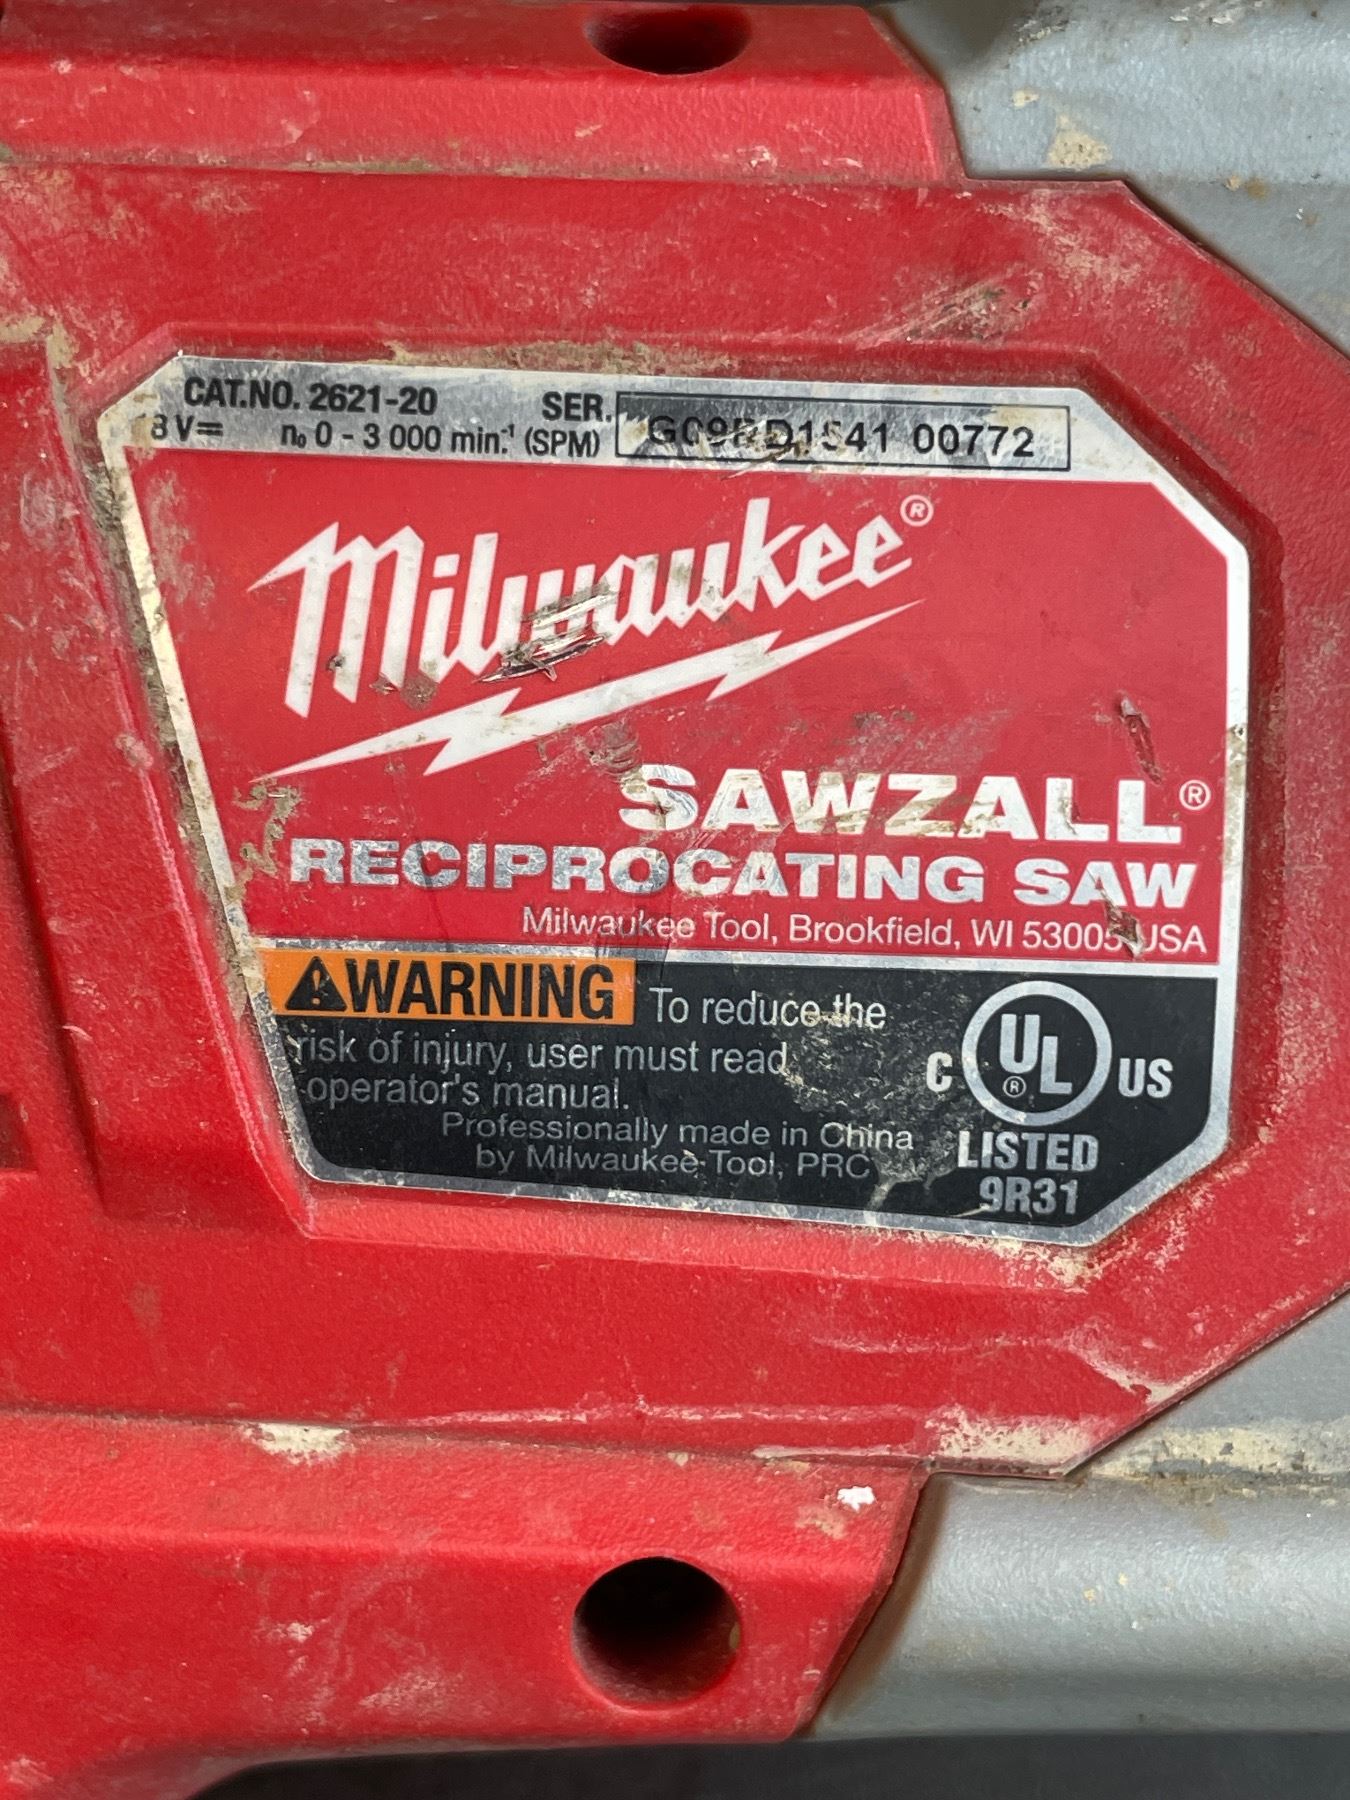 CAT.NO. 2621-20 SER.
V⎓ n₀ 0 - 3 000 min.⁻¹ (SPM) 00772
Milwaukee®
SAWZALL®
RECIPROCATING SAW
Milwaukee Tool, Brookfield, WI 53005 USA
⚠WARNING To reduce the
risk of injury, user must read
operator's manual.
Professionally made in China
by Milwaukee Tool, PRC
C UL® US
LISTED
9R31